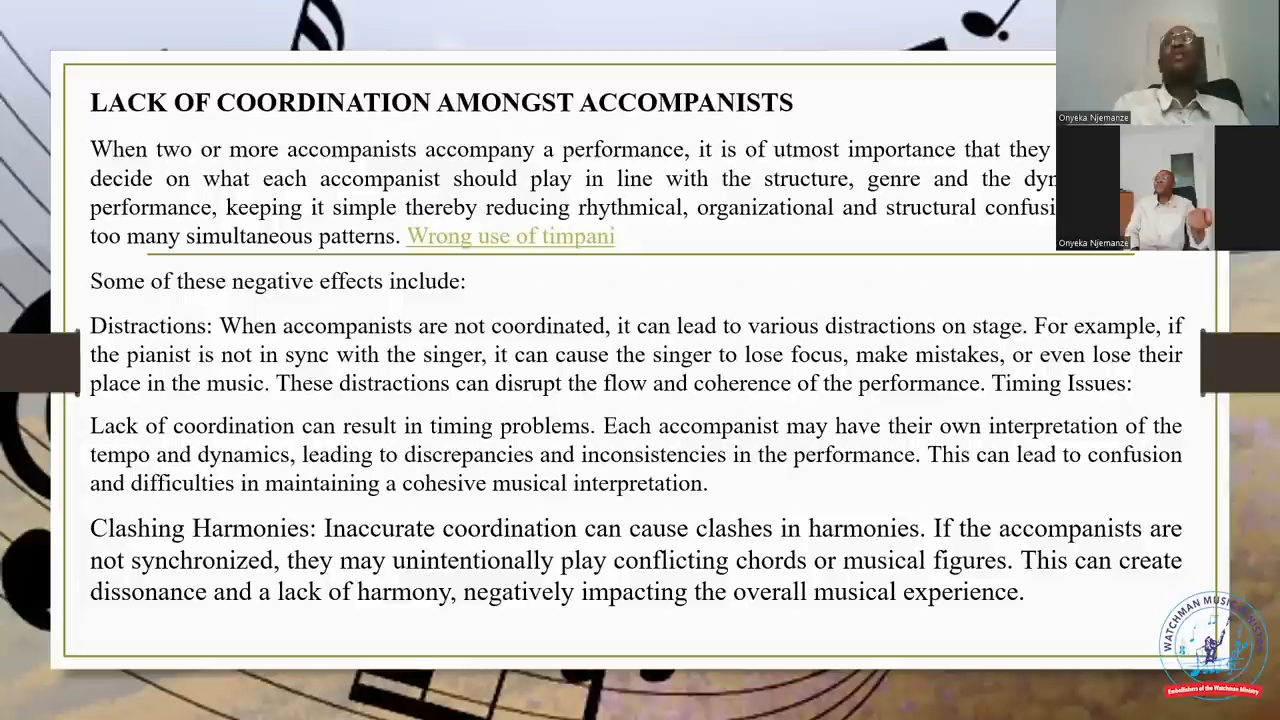 LACK OF COORDINATION AMONGST ACCOMPANISTS
When two or more accompanists accompany a performance, it is of utmost importance that they
decide on what each accompanist should play in line with the structure, genre and the
performance, keeping it simple thereby reducing rhythmical, organizational and structural
too many simultaneous patterns. Wrong use of timpani
Some of these negative effects include:
Distractions: When accompanists are not coordinated, it can lead to various distractions on stage. For example, if
the pianist is not in sync with the singer, it can cause the singer to lose focus, make mistakes, or even lose their
place in the music. These distractions can disrupt the flow and coherence of the performance. Timing Issues:
Lack of coordination can result in timing problems. Each accompanist may have their own interpretation of the
tempo and dynamics, leading to discrepancies and inconsistencies in the performance. This can lead to confusion
and difficulties in maintaining a cohesive musical interpretation.
Clashing Harmonies: Inaccurate coordination can cause clashes in harmonies. If the accompanists are
not synchronized, they may unintentionally play conflicting chords or musical figures. This can create
dissonance and a lack of harmony, negatively impacting the overall musical experience.
Onyeka Njemanze
Onyeka Njemanze
WATCHMAN MUSIC MINISTRY
Embellishers of the Watchman Ministry